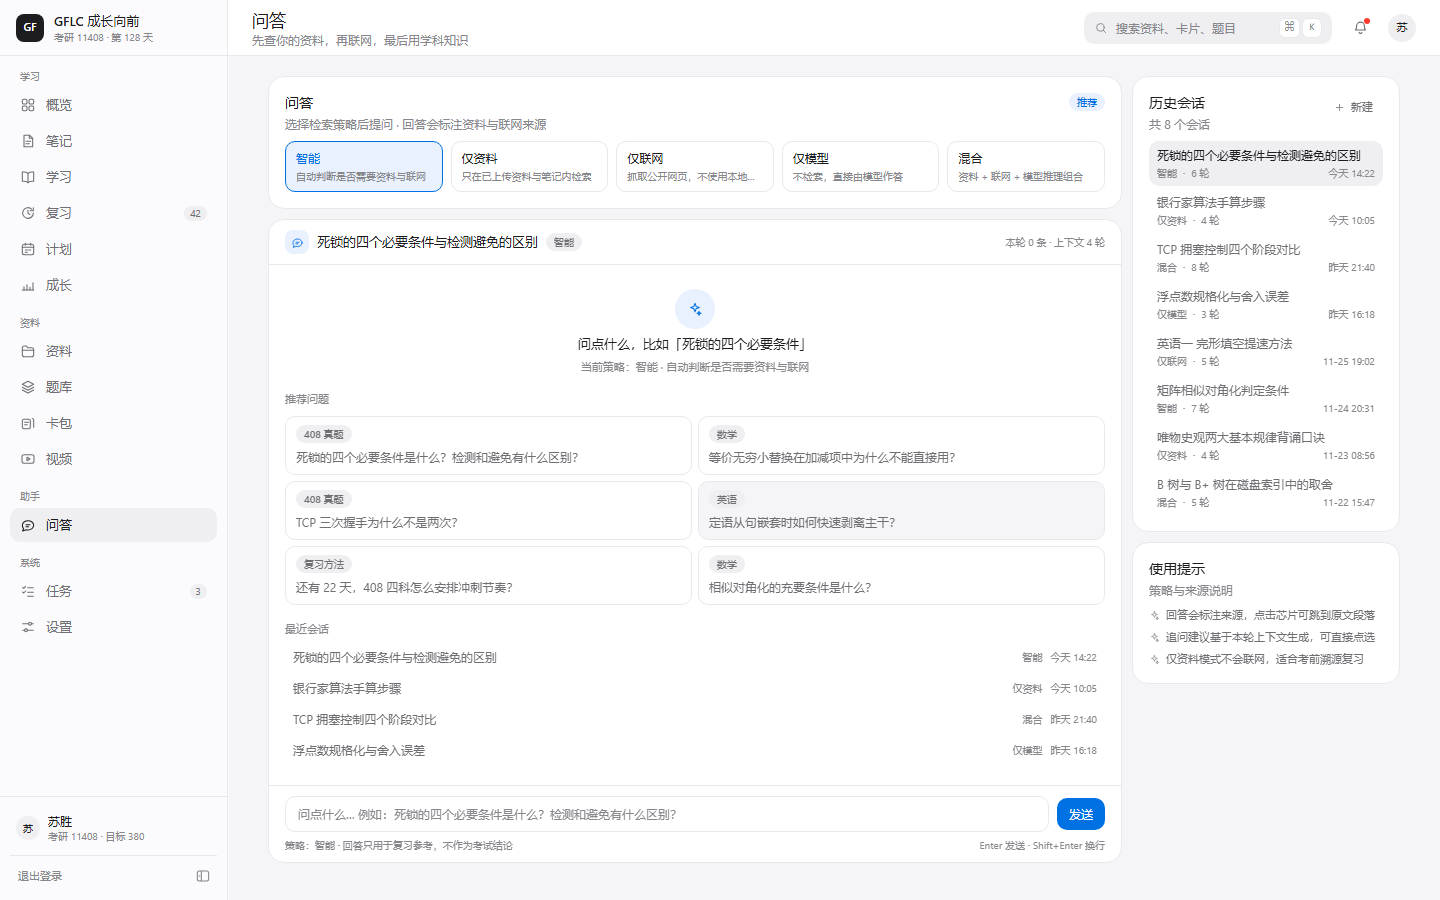 GF
GFLC 成长向前
考研 11408 · 第 128 天
学习
概览
笔记
学习
复习
42
计划
成长
资料
资料
题库
卡包
视频
助手
问答
系统
任务
3
设置
苏
苏胜
考研 11408 · 目标 380
退出登录
问答
先查你的资料，再联网，最后用学科知识
搜索资料、卡片、题目
⌘
K
苏
问答
推荐
选择检索策略后提问 · 回答会标注资料与联网来源
智能
自动判断是否需要资料与联网
仅资料
只在已上传资料与笔记内检索
仅联网
抓取公开网页，不使用本地...
仅模型
不检索，直接由模型作答
混合
资料 + 联网 + 模型推理组合
死锁的四个必要条件与检测避免的区别
智能
本轮 0 条 · 上下文 4 轮
问点什么，比如「死锁的四个必要条件」
当前策略：智能 · 自动判断是否需要资料与联网
推荐问题
408 真题
死锁的四个必要条件是什么？检测和避免有什么区别？
数学
等价无穷小替换在加减项中为什么不能直接用？
408 真题
TCP 三次握手为什么不是两次？
英语
定语从句嵌套时如何快速剥离主干？
复习方法
还有 22 天，408 四科怎么安排冲刺节奏？
数学
相似对角化的充要条件是什么？
最近会话
死锁的四个必要条件与检测避免的区别
智能 今天 14:22
银行家算法手算步骤
仅资料 今天 10:05
TCP 拥塞控制四个阶段对比
混合 昨天 21:40
浮点数规格化与舍入误差
仅模型 昨天 16:18
问点什么... 例如：死锁的四个必要条件是什么？检测和避免有什么区别？
发送
策略：智能 · 回答只用于复习参考，不作为考试结论
Enter 发送 · Shift+Enter 换行
历史会话
新建
共 8 个会话
死锁的四个必要条件与检测避免的区别
智能 · 6 轮 今天 14:22
银行家算法手算步骤
仅资料 · 4 轮 今天 10:05
TCP 拥塞控制四个阶段对比
混合 · 8 轮 昨天 21:40
浮点数规格化与舍入误差
仅模型 · 3 轮 昨天 16:18
英语一 完形填空提速方法
仅联网 · 5 轮 11-25 19:02
矩阵相似对角化判定条件
智能 · 7 轮 11-24 20:31
唯物史观两大基本规律背诵口诀
仅资料 · 4 轮 11-23 08:56
B 树与 B+ 树在磁盘索引中的取舍
混合 · 5 轮 11-22 15:47
使用提示
策略与来源说明
回答会标注来源，点击芯片可跳到原文段落
追问建议基于本轮上下文生成，可直接点选
仅资料模式不会联网，适合考前溯源复习